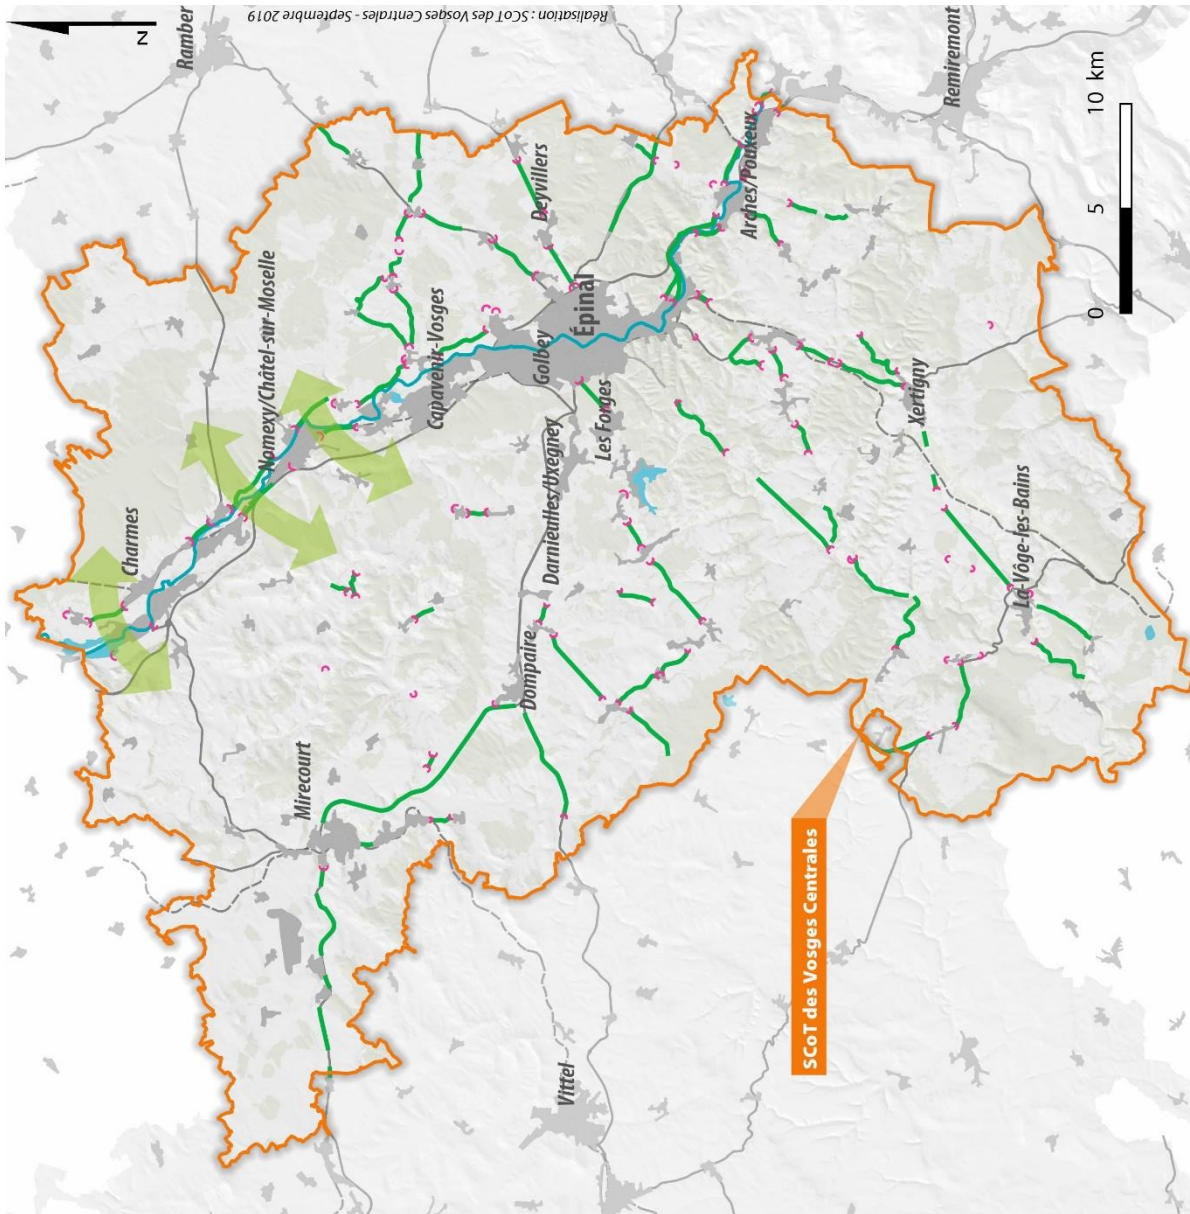 Réalisation : SCoT des Vosges Centrales - Septembre 2019
N
Ramber
Charmes
Nomexy/Châtel-sur-Moselle
Mirecourt
Capavenir-Vosges
Deyvillers
Golbey
Épinal
Dompaire
Darnieulles/Uxegney
Les Forges
Vittel
Arches/Pouxeux
Xertigny
Remiremont
La-Vôge-les-Bains
SCoT des Vosges Centrales
0 5 10 km